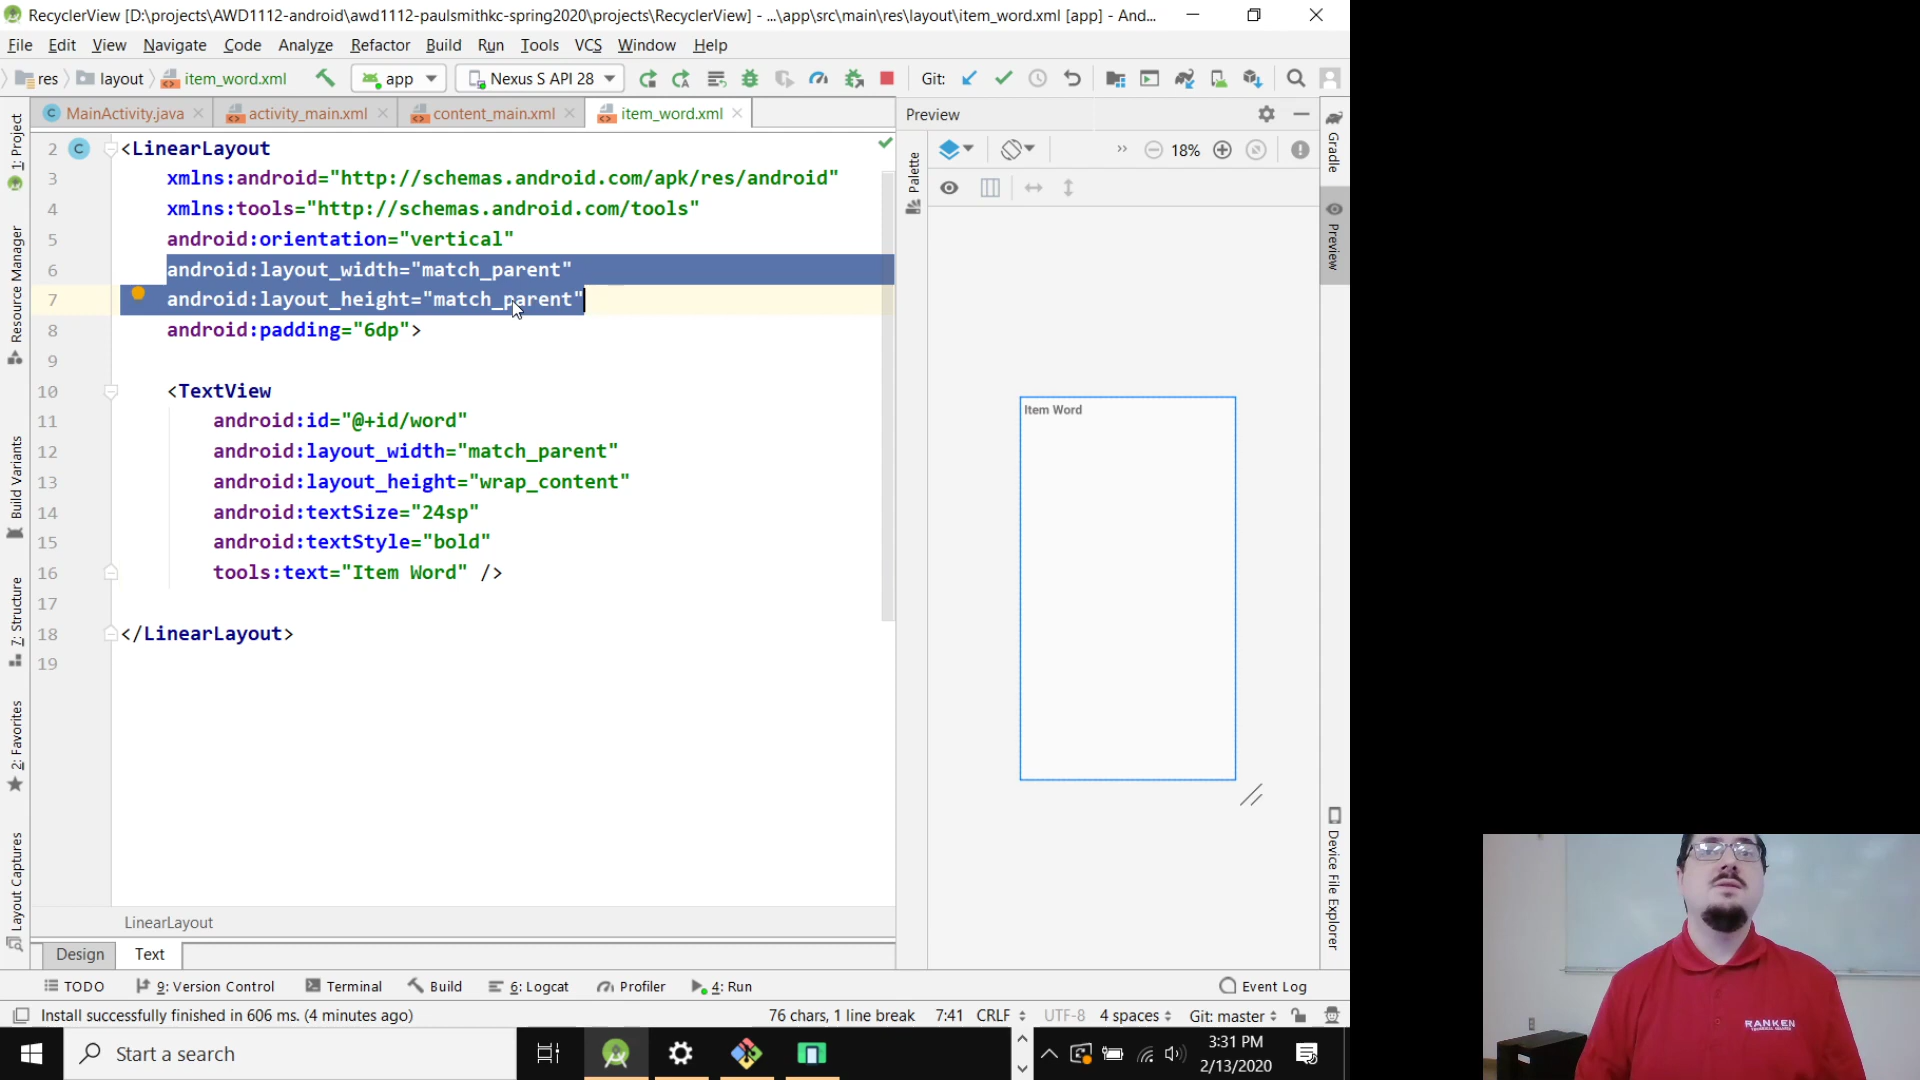 RecyclerView [D:\projects\AWD1112-android\awd1112-paulsmithkc-spring2020\projects\RecyclerView] - ...\app\src\main\res\layout\item_word.xml [app] - And...
File Edit View Navigate Code Analyze Refactor Build Run Tools VCS Window Help
res layout item_word.xml app Nexus S API 28 Git:
MainActivity.java activity_main.xml content_main.xml item_word.xml Preview
18%
2 <LinearLayout
3 xmlns:android="http://schemas.android.com/apk/res/android"
4 xmlns:tools="http://schemas.android.com/tools"
5 android:orientation="vertical"
6 android:layout_width="match_parent"
7 android:layout_height="match_parent"
8 android:padding="6dp">
9
10 <TextView
11 android:id="@+id/word"
12 android:layout_width="match_parent"
13 android:layout_height="wrap_content"
14 android:textSize="24sp"
15 android:textStyle="bold"
16 tools:text="Item Word" />
17
18 </LinearLayout>
19
1: Project
Resource Manager
Build Variants
7: Structure
2: Favorites
Layout Captures
Palette
Item Word
Gradle
Preview
Device File Explorer
LinearLayout
Design Text
TODO 9: Version Control Terminal Build 6: Logcat Profiler 4: Run Event Log
Install successfully finished in 606 ms. (4 minutes ago) 76 chars, 1 line break 7:41 CRLF UTF-8 4 spaces Git: master
Start a search
3:31 PM
2/13/2020
RANKEN